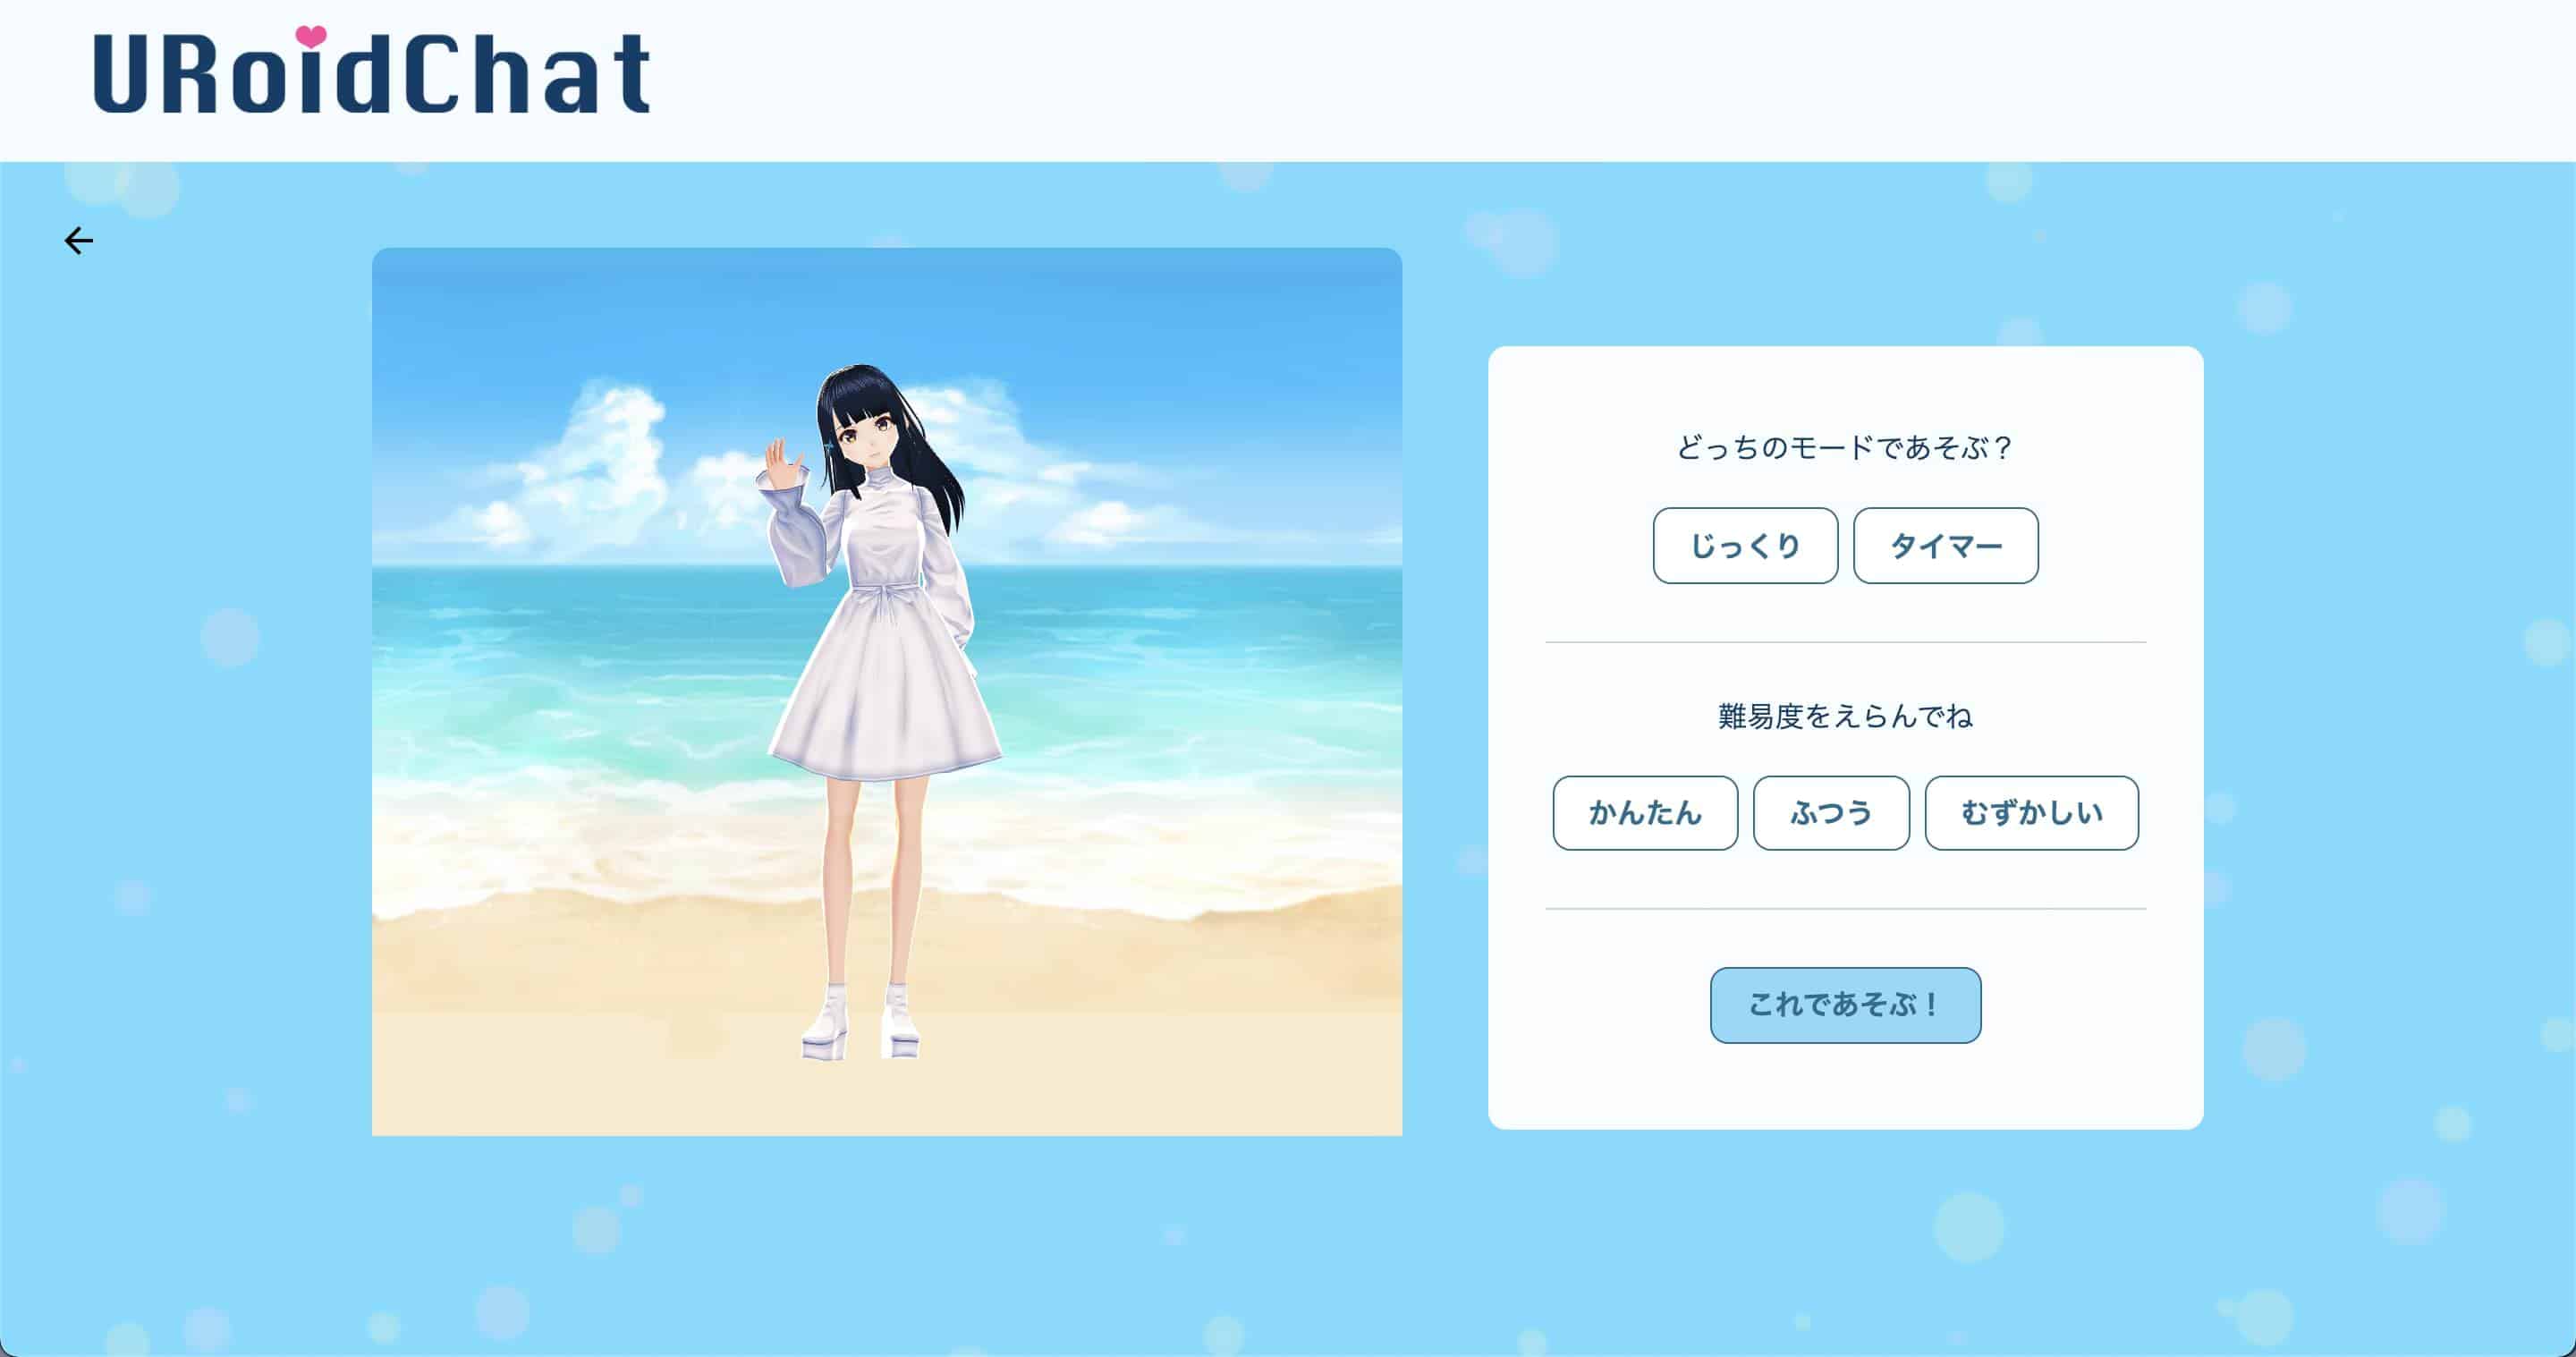 URoidChat
どっちのモードであそぶ？
じっくり
タイマー
難易度をえらんでね
かんたん
ふつう
むずかしい
これであそぶ！